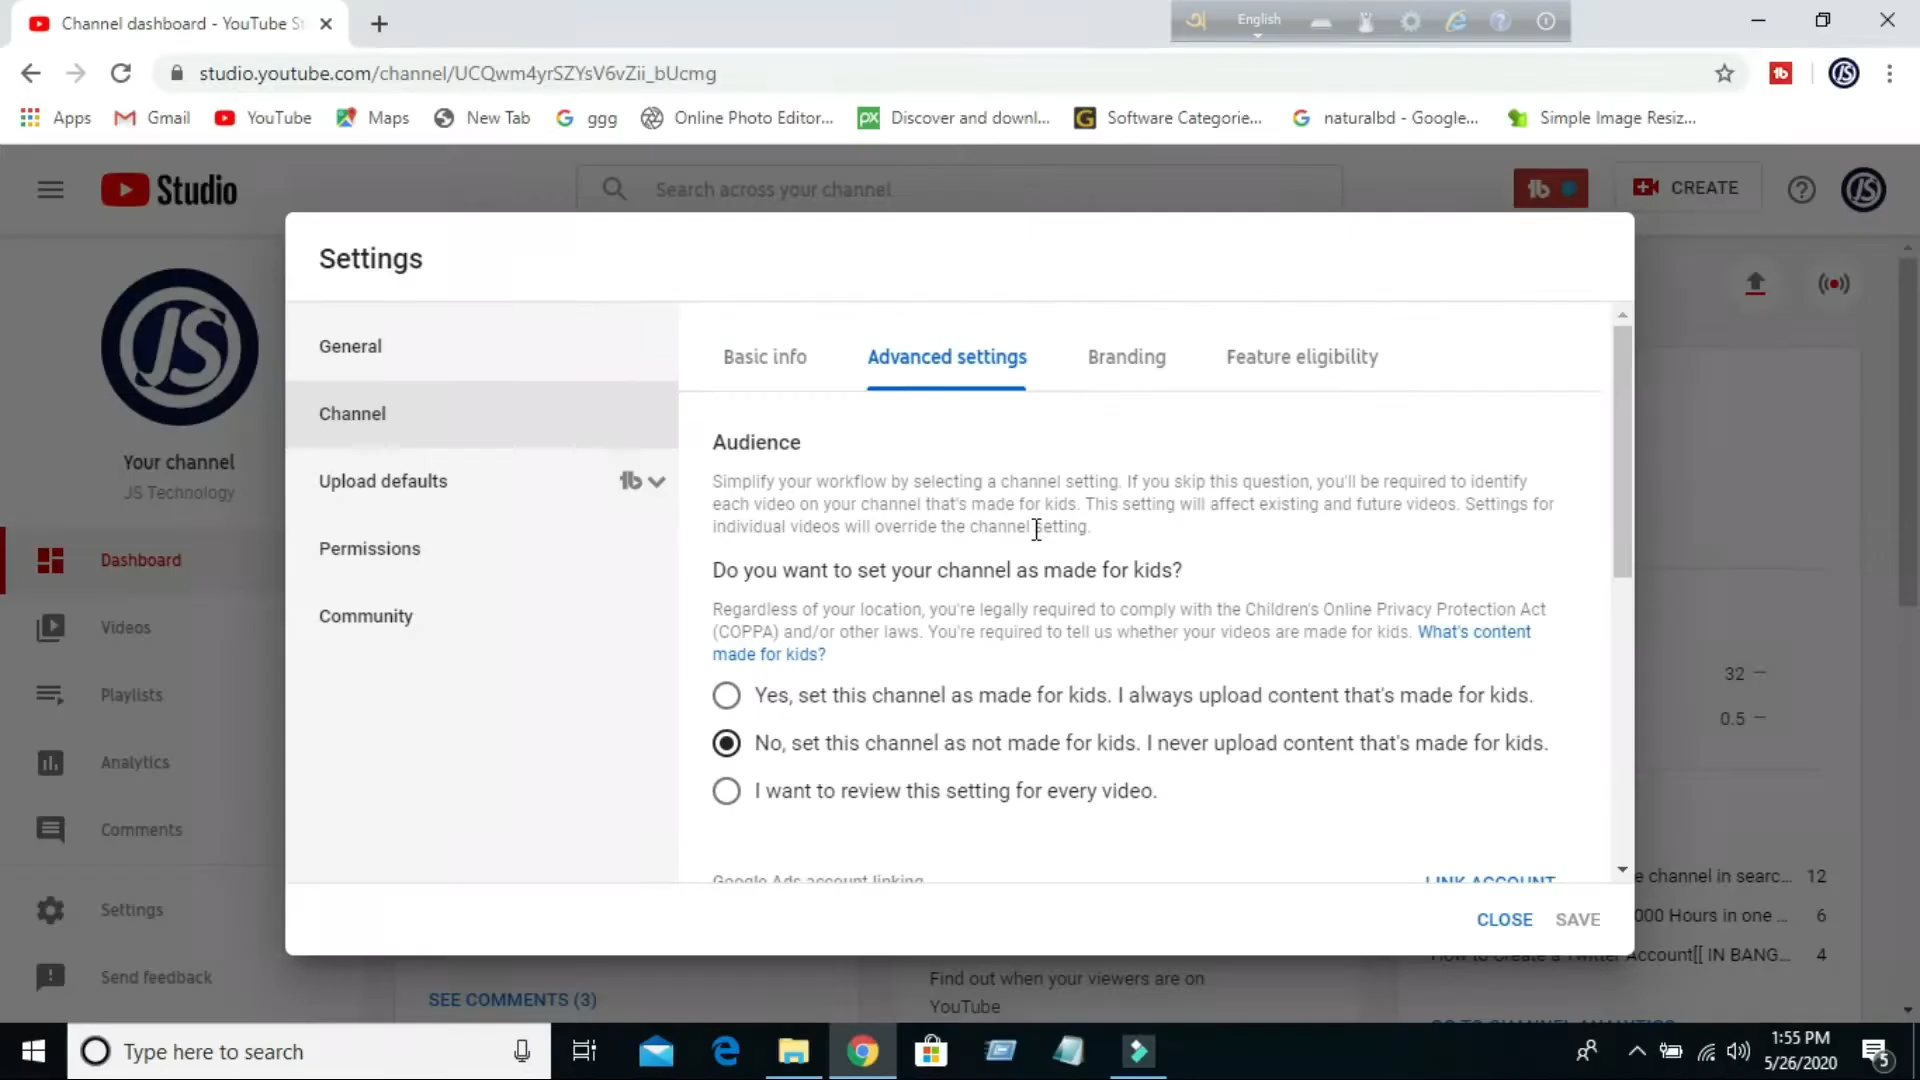 Channel dashboard - YouTube S
English
studio.youtube.com/channel/UCQwm4yrSZYsV6vZii_bUcmg
Apps
Gmail
YouTube
Maps
New Tab
ggg
Online Photo Editor...
Discover and downl...
Software Categorie...
naturalbd - Google...
Simple Image Resiz...
Studio
Search across your channel
CREATE
Settings
JS
Your channel
JS Technology
Dashboard
Videos
Playlists
Analytics
Comments
Settings
Send feedback
General
Channel
Upload defaults
Permissions
Community
Basic info
Advanced settings
Branding
Feature eligibility
Audience
Simplify your workflow by selecting a channel setting. If you skip this question, you'll be required to identify
each video on your channel that's made for kids. This setting will affect existing and future videos. Settings for
individual videos will override the channel setting.
Do you want to set your channel as made for kids?
Regardless of your location, you're legally required to comply with the Children's Online Privacy Protection Act
(COPPA) and/or other laws. You're required to tell us whether your videos are made for kids. What's content
made for kids?
Yes, set this channel as made for kids. I always upload content that's made for kids.
No, set this channel as not made for kids. I never upload content that's made for kids.
I want to review this setting for every video.
Google Ads account linking
LINK ACCOUNT
CLOSE
SAVE
32 —
0.5 —
e channel in searc... 12
000 Hours in one ... 6
How to Create a Twitter Account[[ IN BANG... 4
SEE COMMENTS (3)
Find out when your viewers are on
YouTube
GO TO CHANNEL ANALYTICS
Type here to search
1:55 PM
5/26/2020
5